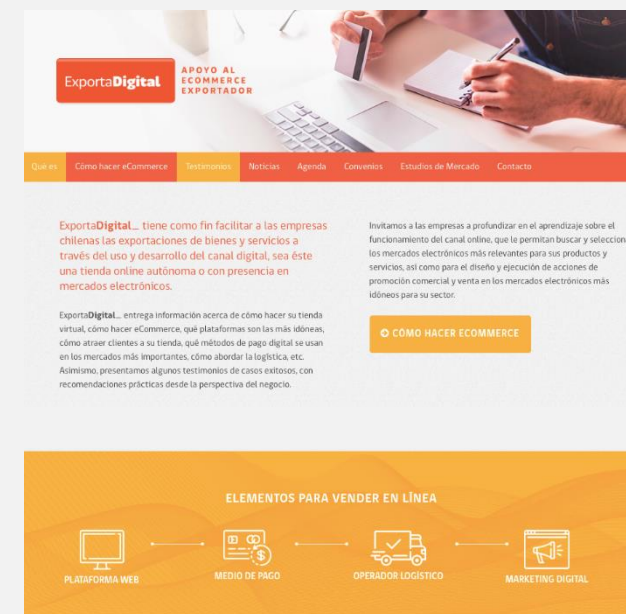 ExportaDigital
APOYO AL
ECOMMERCE
EXPORTADOR
Qué es Cómo hacer eCommerce Testimonios Noticias Agenda Convenios Estudios de Mercado Contacto
ExportaDigital_ tiene como fin facilitar a las empresas
chilenas las exportaciones de bienes y servicios a
través del uso y desarrollo del canal digital, sea éste
una tienda online autónoma o con presencia en
mercados electrónicos.
ExportaDigital_ entrega información acerca de cómo hacer su tienda
virtual, cómo hacer eCommerce, qué plataformas son las más idóneas,
cómo atraer clientes a su tienda, qué métodos de pago digital se usan
en los mercados más importantes, cómo abordar la logística, etc.
Asimismo, presentamos algunos testimonios de casos exitosos, con
recomendaciones prácticas desde la perspectiva del negocio.
Invitamos a las empresas a profundizar en el aprendizaje sobre el
funcionamiento del canal online, que le permitan buscar y seleccion
los mercados electrónicos más relevantes para sus productos y
servicios, así como para el diseño y ejecución de acciones de
promoción comercial y venta en los mercados electrónicos más
idóneos para su sector.
CÓMO HACER ECOMMERCE
ELEMENTOS PARA VENDER EN LÍNEA
PLATAFORMA WEB MEDIO DE PAGO OPERADOR LOGÍSTICO MARKETING DIGITAL